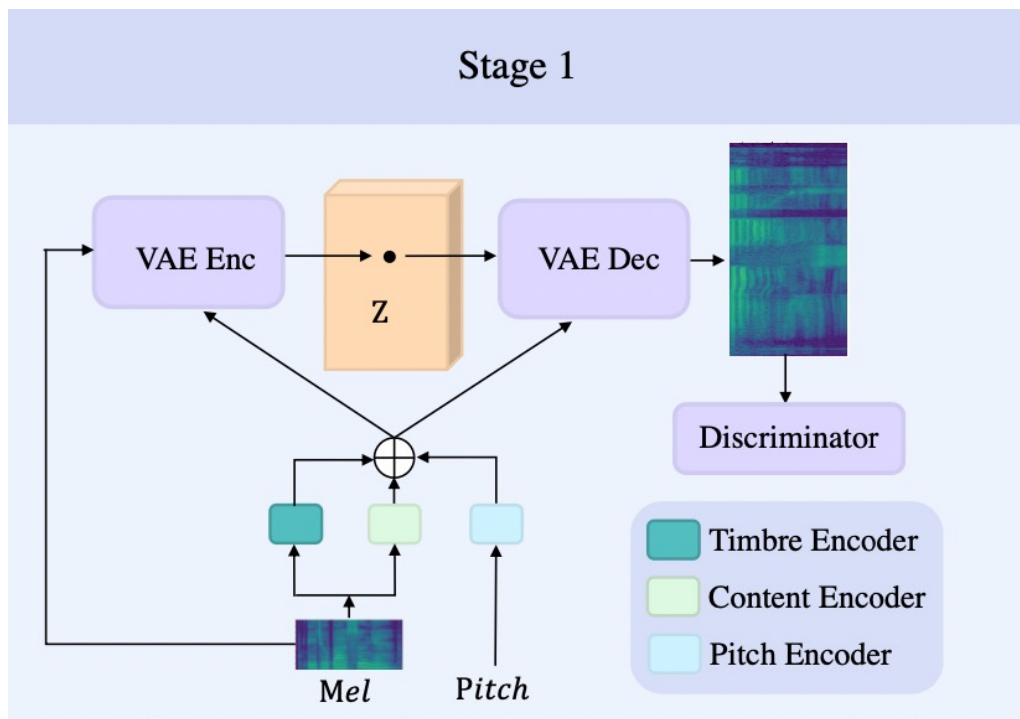 Stage 1
VAE Enc
Z
VAE Dec
Discriminator
Timbre Encoder
Content Encoder
Pitch Encoder
Mel
Pitch